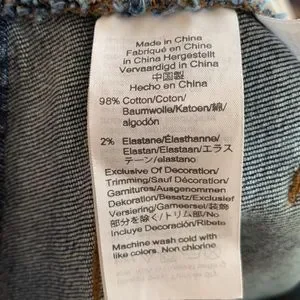 Made in China
Fabriqué en Chine
In China Hergestellt
Vervaardigd in China
中国製
Hecho en China
98% Cotton/Coton/
Baumwolle/Katoen/綿/
algodón
2% Elastane/Élasthanne/
Elastan/Elastaan/エラス
テーン/elastano
Exclusive Of Decoration/
Trimming/Sauf Décoration/
Garnitures/Ausgenommen
Dekoration/Besatz/Exclusief
Versiering/Garneersel/装飾
部分を除く/トリム部/No
Incluye Decoración/Ribete
Machine wash cold with
like colors. Non chlorine